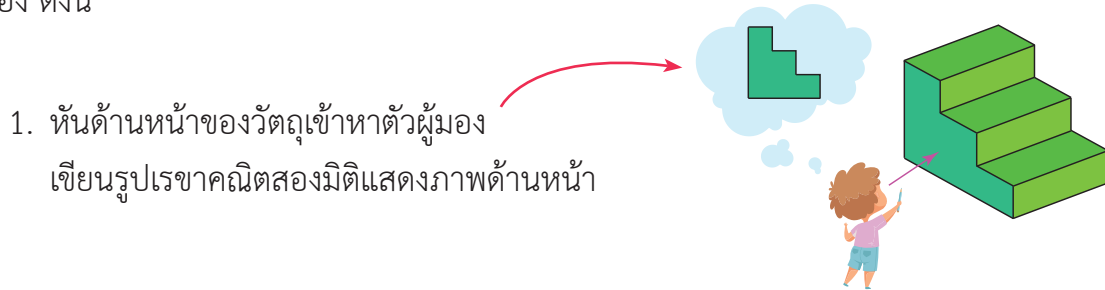 ดังนี้
1. หันด้านหน้าของวัตถุเข้าหาตัวผู้มอง
เขียนรูปเรขาคณิตสองมิติแสดงภาพด้านหน้า